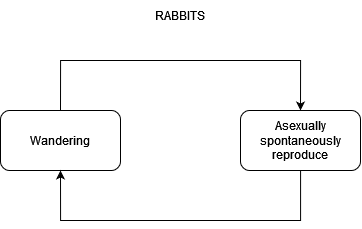 RABBITS
Wandering
Asexually
spontaneously
reproduce